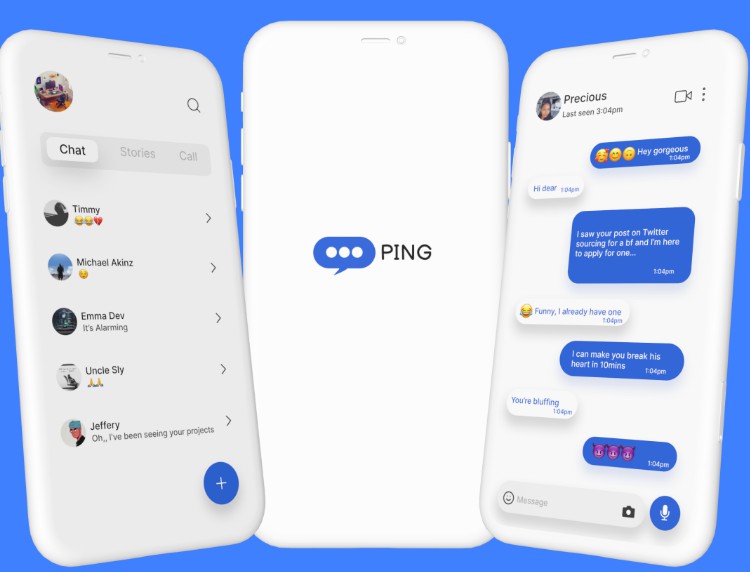 Chat
Stories
Call
Timmy
😂😂💔
Michael Akinz
😊
Emma Dev
It's Alarming
Uncle Sly
🙏🙏
Jeffery
Oh,, I've been seeing your projects
PING
Precious
Last seen 3:04pm
🥰😊🙃 Hey gorgeous
1:04pm
Hi dear 1:04pm
I saw your post on Twitter
sourcing for a bf and I'm here
to apply for one...
1:04pm
😂 Funny, I already have one
1:04pm
I can make you break his
heart in 10mins 1:04pm
You're bluffing
1:04pm
😈😈😈
1:04pm
Message